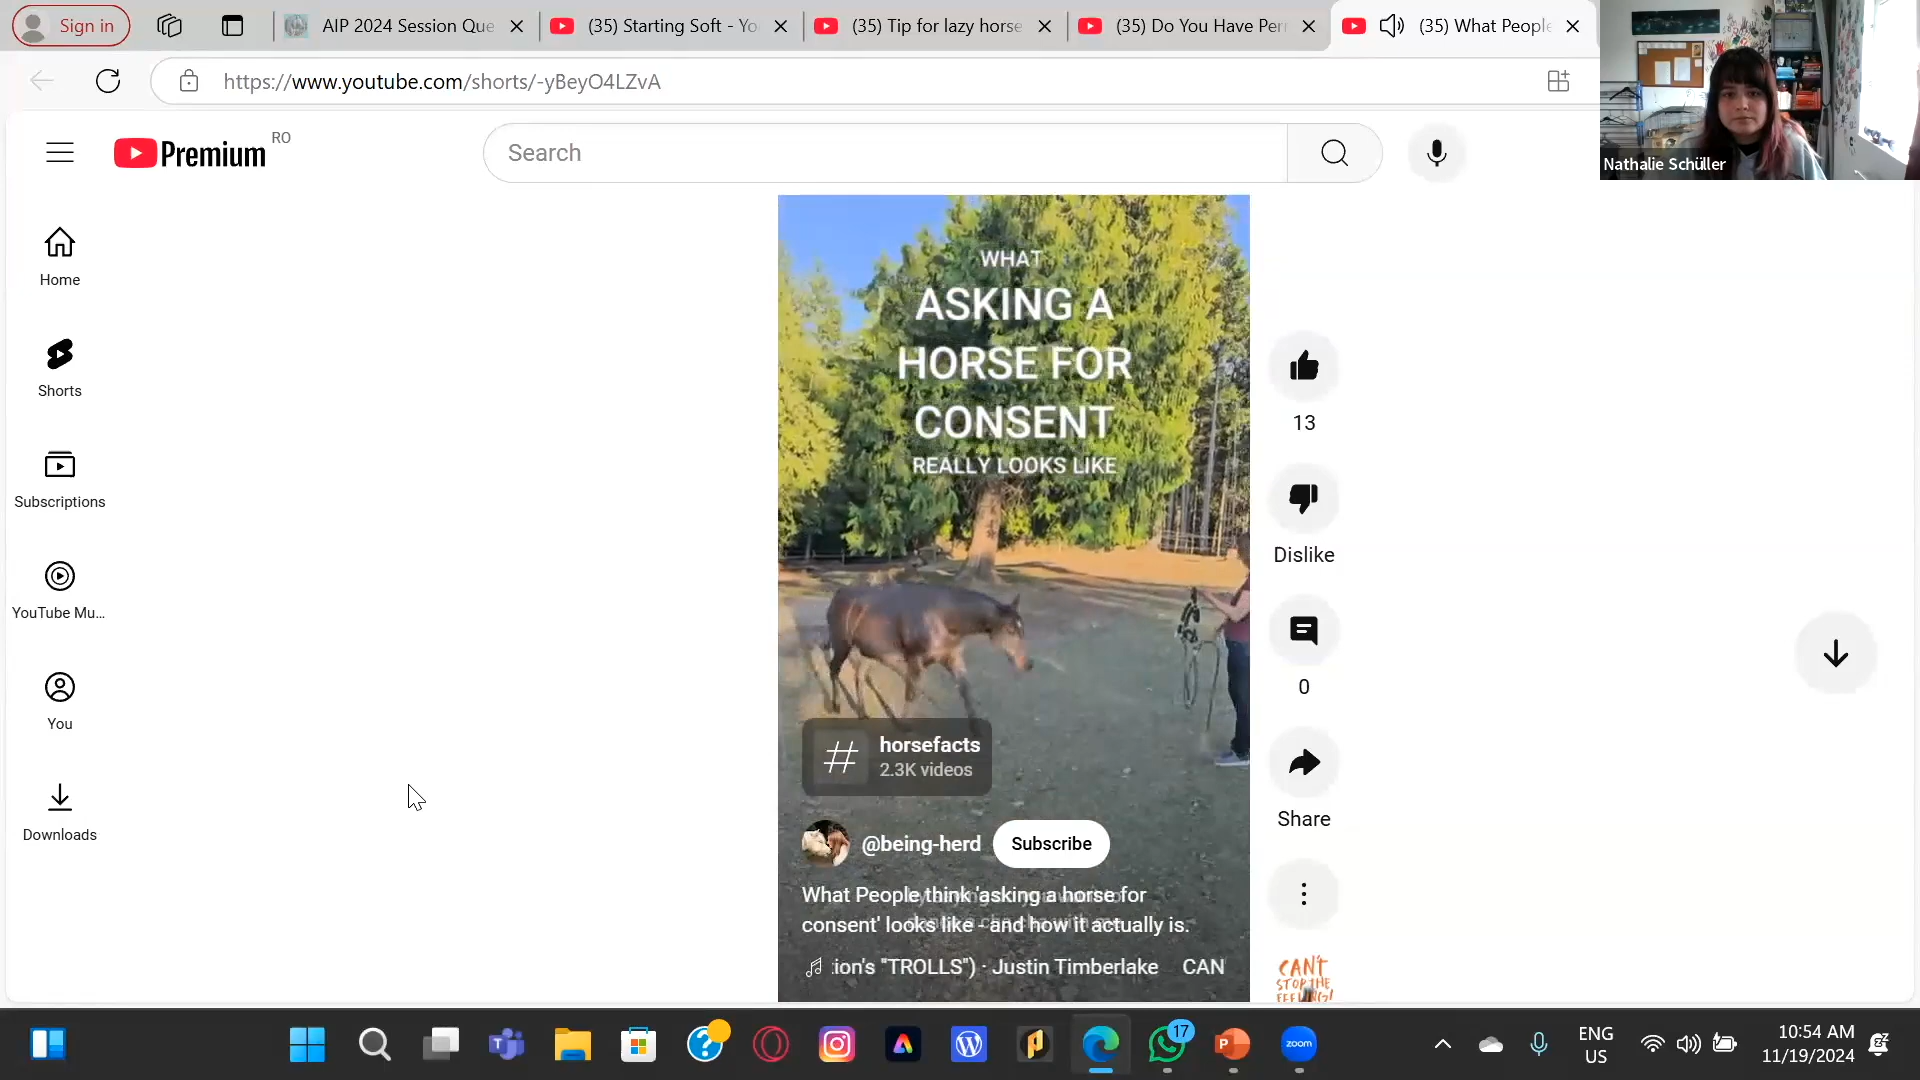 Sign in
AIP 2024 Session Que
(35) Starting Soft - Yo
(35) Tip for lazy horse
(35) Do You Have Per
(35) What People
https://www.youtube.com/shorts/-yBeyO4LZvA
Premium
RO
Search
Nathalie Schüller
Home
Shorts
Subscriptions
YouTube Mu...
You
Downloads
WHAT
ASKING A
HORSE FOR
CONSENT
REALLY LOOKS LIKE
# horsefacts
2.3K videos
@being-herd
Subscribe
What People think 'asking a horse for
consent' looks like - and how it actually is.
ion's "TROLLS") · Justin Timberlake CAN
13
Dislike
0
Share
CAN'T
STOP THE
FEELING!
17
zoom
ENG
US
10:54 AM
11/19/2024